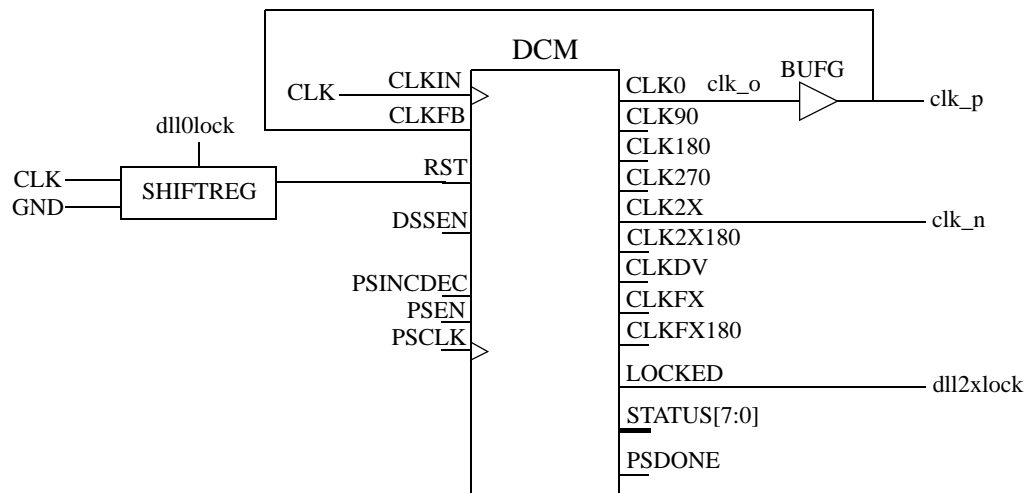 DCM
BUFG
CLKIN
CLK
CLK0
clk_o
clk_p
CLKFB
CLK90
dll0lock
CLK180
RST
CLK
SHIFTREG
GND
CLK270
CLK2X
clk_n
DSSEN
CLK2X180
CLKDV
PSINCDEC
CLKFX
PSEN
CLKFX180
PSCLK
LOCKED
dll2xlock
STATUS[7:0]
PSDONE